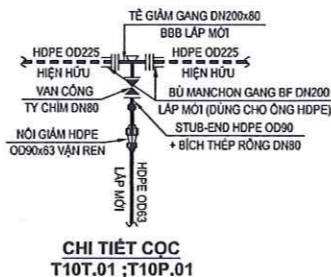 TÊ GIẢM GANG DN200x80
BBB LẮP MỚI
HDPE OD225
HIỆN HỮU
HDPE OD225
HIỆN HỮU
VAN CỔNG
TY CHÌM DN80
BÙ MANCHON GANG BF DN200
LẮP MỚI (DÙNG CHO ỐNG HDPE)
STUB-END HDPE OD90
+ BÍCH THÉP RỖNG DN80
NỐI GIẢM HDPE
OD90x63 VẶN REN
HDPE OD63
LẮP MỚI
CHI TIẾT CỌC
T10T.01 ;T10P.01